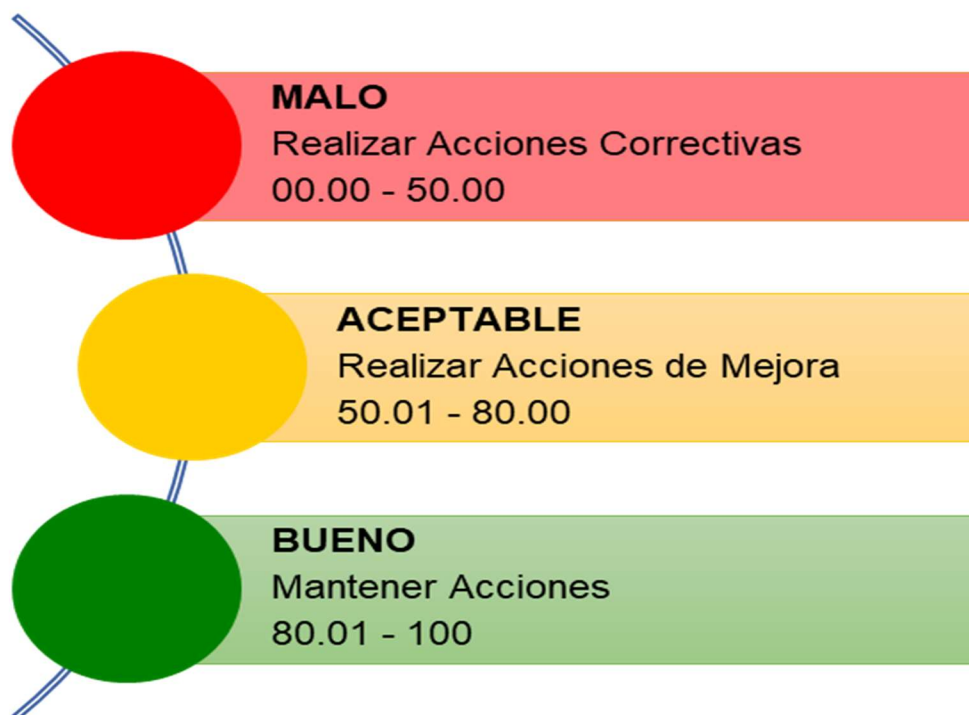 MALO
Realizar Acciones Correctivas
00.00 - 50.00
ACEPTABLE
Realizar Acciones de Mejora
50.01 - 80.00
BUENO
Mantener Acciones
80.01 - 100